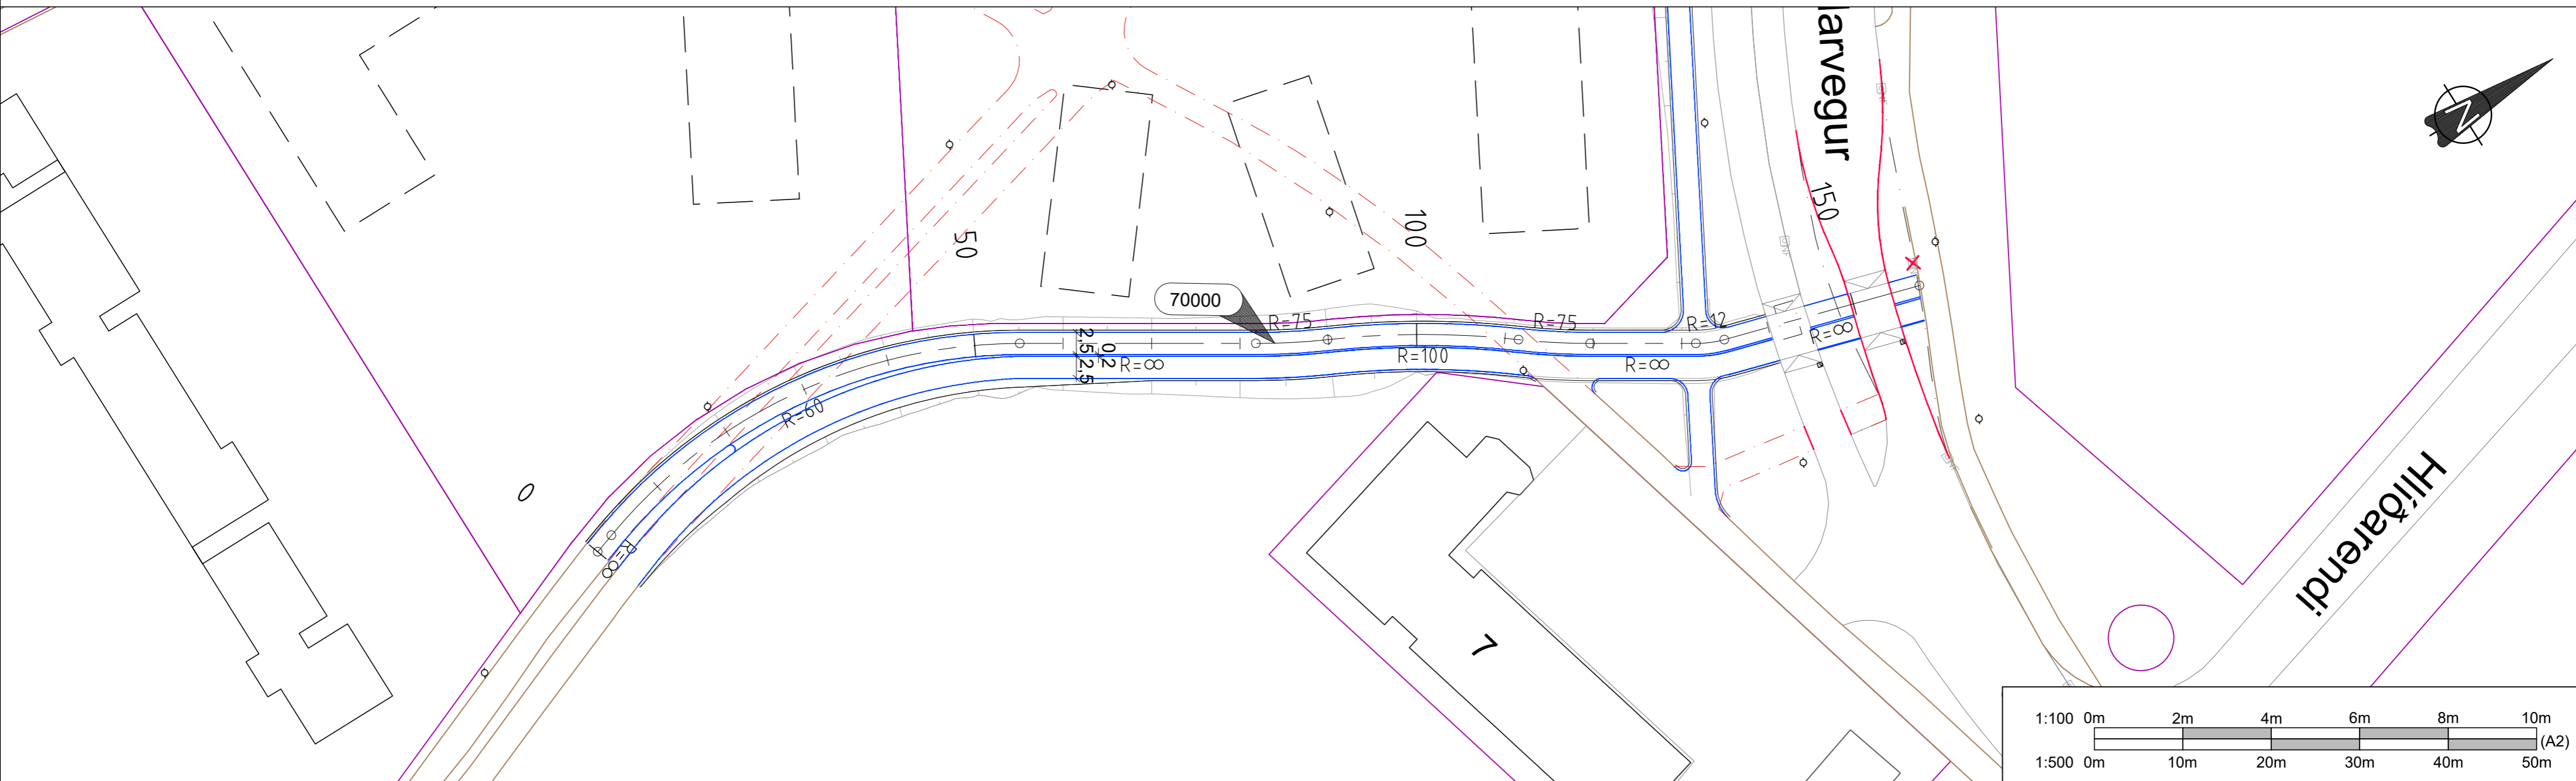 larvegur
N
150
50
100
70000
R=75
R=75
R=12
R=∞
2,5
0,2
2,5
R=∞
R=100
R=∞
R=60
0
R=∞
Hlíðarendi
7
1:100 0m 2m 4m 6m 8m 10m
(A2)
1:500 0m 10m 20m 30m 40m 50m